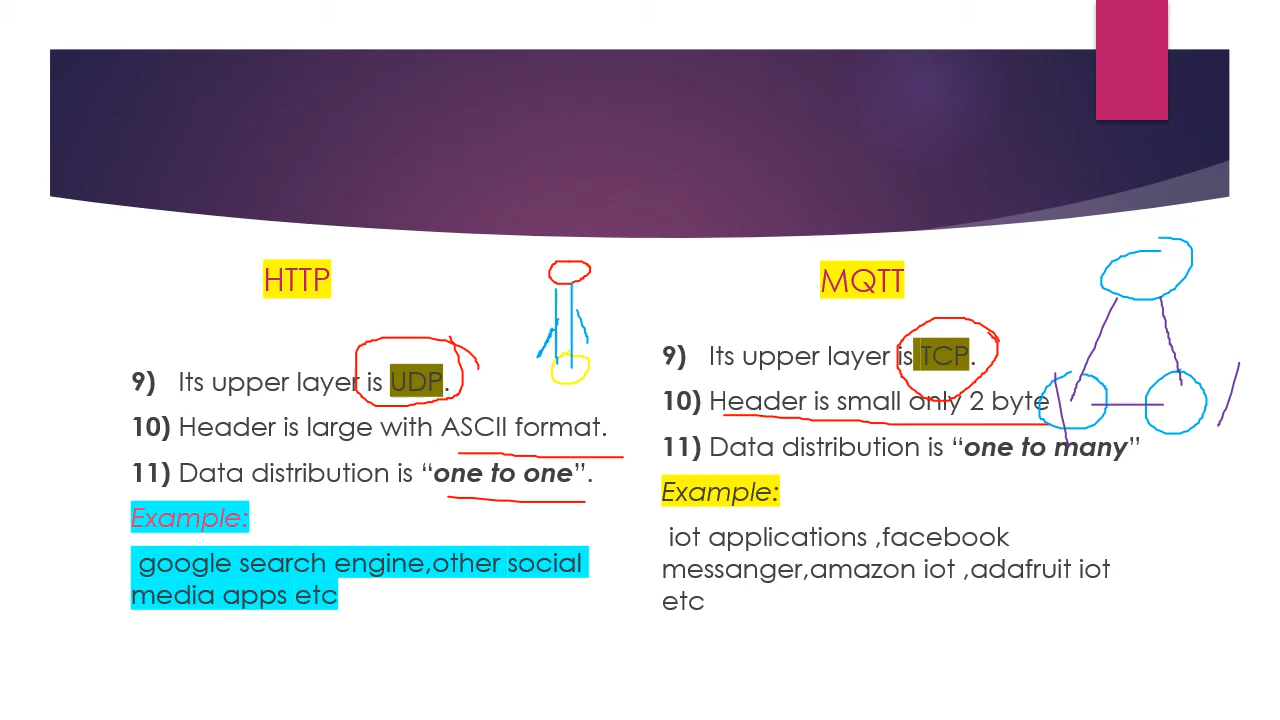 HTTP
9) Its upper layer is UDP.
10) Header is large with ASCII format.
11) Data distribution is “one to one”.
Example:
google search engine,other social
media apps etc
MQTT
9) Its upper layer is TCP.
10) Header is small only 2 byte
11) Data distribution is “one to many”
Example:
iot applications ,facebook
messanger,amazon iot ,adafruit iot
etc